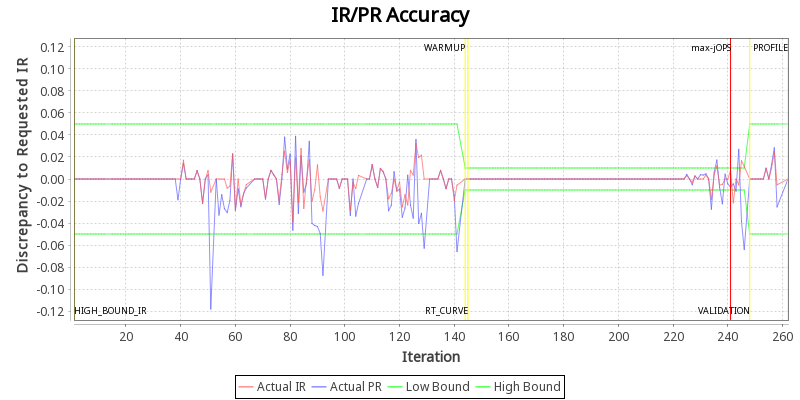 IR/PR Accuracy
Discrepancy to Requested IR
0.12
0.10
0.08
0.06
0.04
0.02
0.00
-0.02
-0.04
-0.06
-0.08
-0.10
-0.12
WARMUP
max-jOPS
PROFILE
HIGH_BOUND_IR
RT_CURVE
VALIDATION
20 40 60 80 100 120 140 160 180 200 220 240 260
Iteration
Actual IR Actual PR Low Bound High Bound